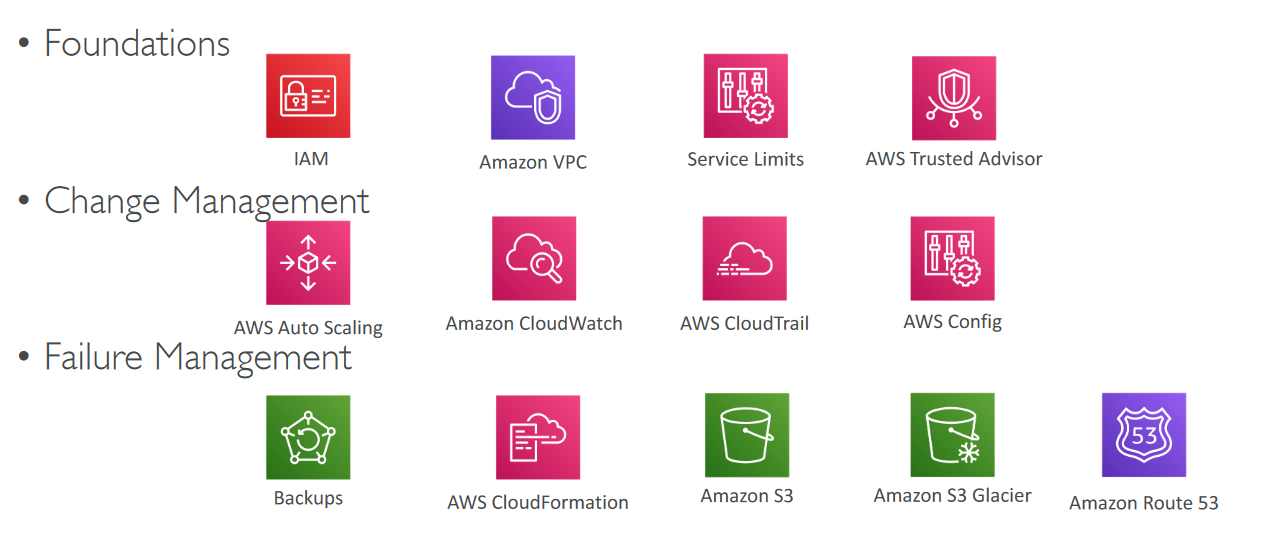 • Foundations
IAM
Amazon VPC
Service Limits
AWS Trusted Advisor
• Change Management
AWS Auto Scaling
Amazon CloudWatch
AWS CloudTrail
AWS Config
• Failure Management
Backups
AWS CloudFormation
Amazon S3
Amazon S3 Glacier
53
Amazon Route 53